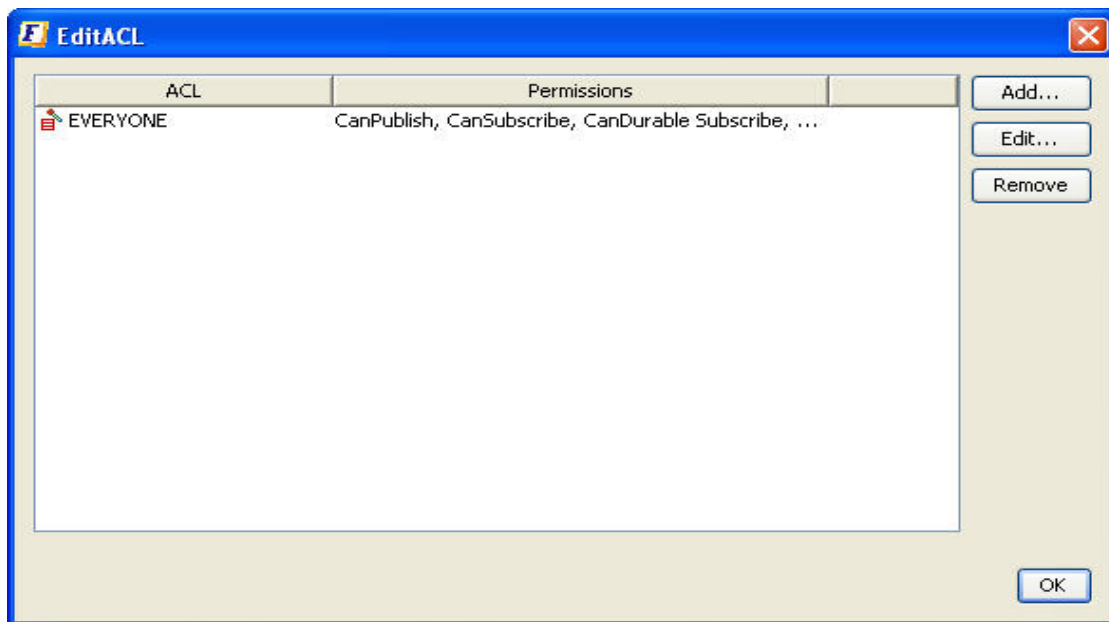 EditACL
ACL Permissions
EVERYONE CanPublish, CanSubscribe, CanDurable Subscribe, ...
Add...
Edit...
Remove
OK